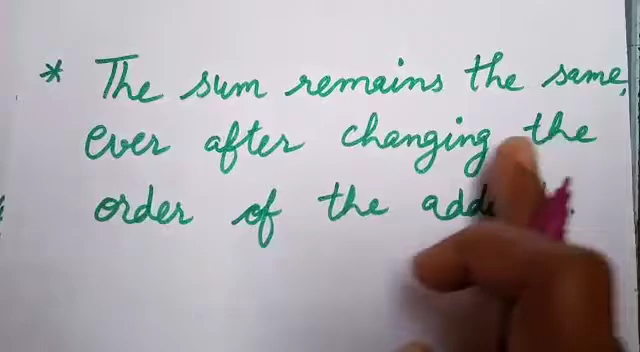 * The sum remains the same,
ever after changing the
order of the